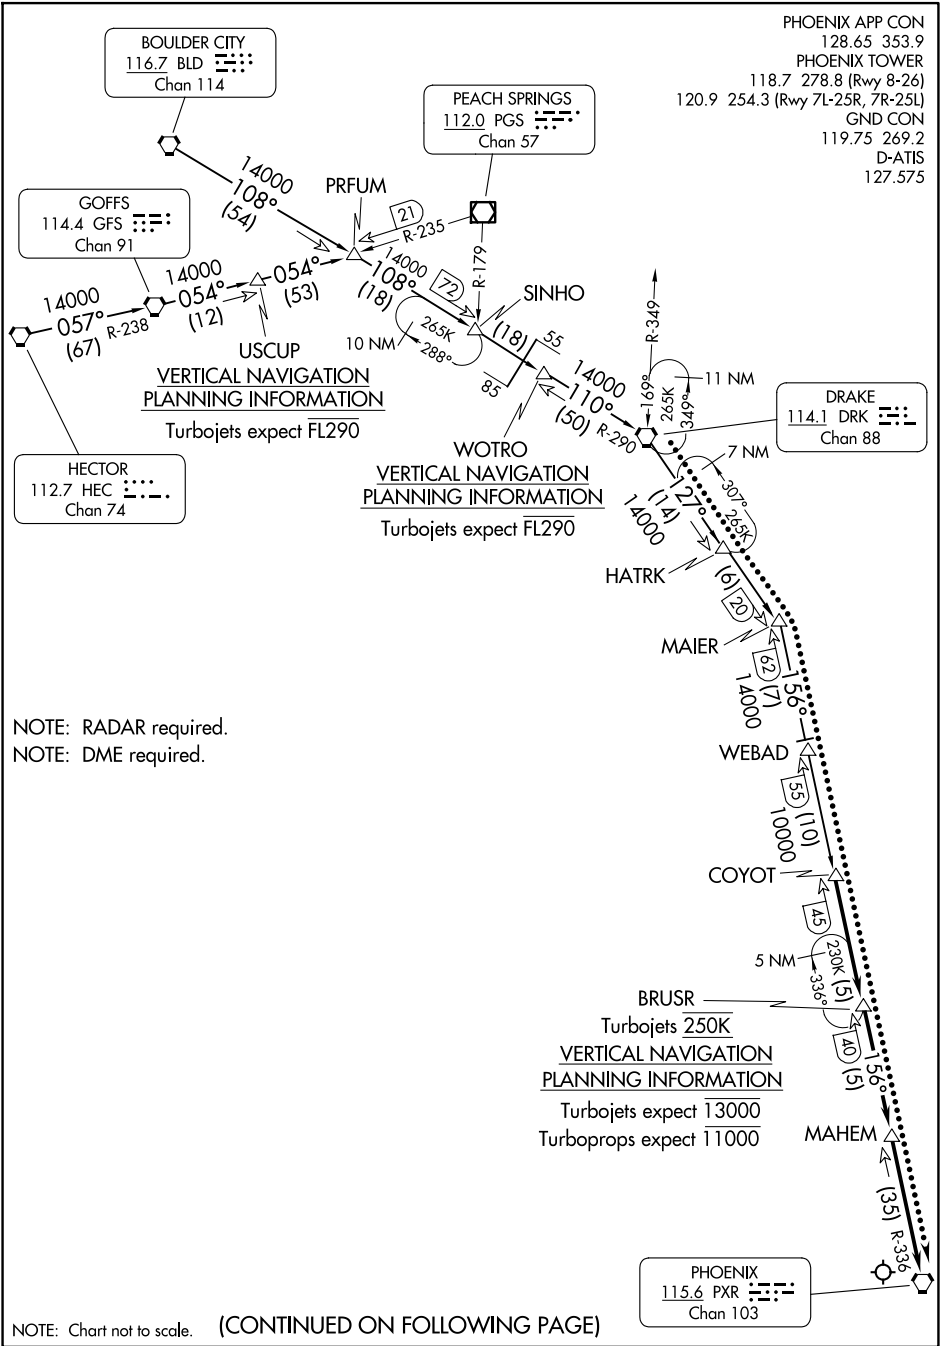 PHOENIX APP CON
128.65 353.9
PHOENIX TOWER
118.7 278.8 (Rwy 8-26)
120.9 254.3 (Rwy 7L-25R, 7R-25L)
GND CON
119.75 269.2
D-ATIS
127.575
BOULDER CITY
116.7 BLD
Chan 114
PEACH SPRINGS
112.0 PGS
Chan 57
GOFFS
114.4 GFS
Chan 91
14000
108°
(54)
PRFUM
21
R-235
R-179
14000
057°
(67)
R-238
14000
054°
(12)
054°
(53)
14000
108°
(18)
72
SINHO
265K
288°
10 NM
(18)
55
85
USCUP
VERTICAL NAVIGATION
PLANNING INFORMATION
Turbojets expect FL290
14000
110°
(50)
R-290
R-349
169°
265K
349°
11 NM
DRAKE
114.1 DRK
Chan 88
HECTOR
112.7 HEC
Chan 74
WOTRO
VERTICAL NAVIGATION
PLANNING INFORMATION
Turbojets expect FL290
7 NM
307°
265K
127°
(14)
14000
HATRK
(6)
20
MAIER
62
(7)
14000
156°
NOTE: RADAR required.
NOTE: DME required.
WEBAD
55
(10)
10000
COYOT
45
5 NM
230K
(5)
336°
BRUSR
Turbojets 250K
VERTICAL NAVIGATION
PLANNING INFORMATION
Turbojets expect 13000
Turboprops expect 11000
40
(5)
156°
MAHEM
(35)
R-336
PHOENIX
115.6 PXR
Chan 103
NOTE: Chart not to scale.
(CONTINUED ON FOLLOWING PAGE)